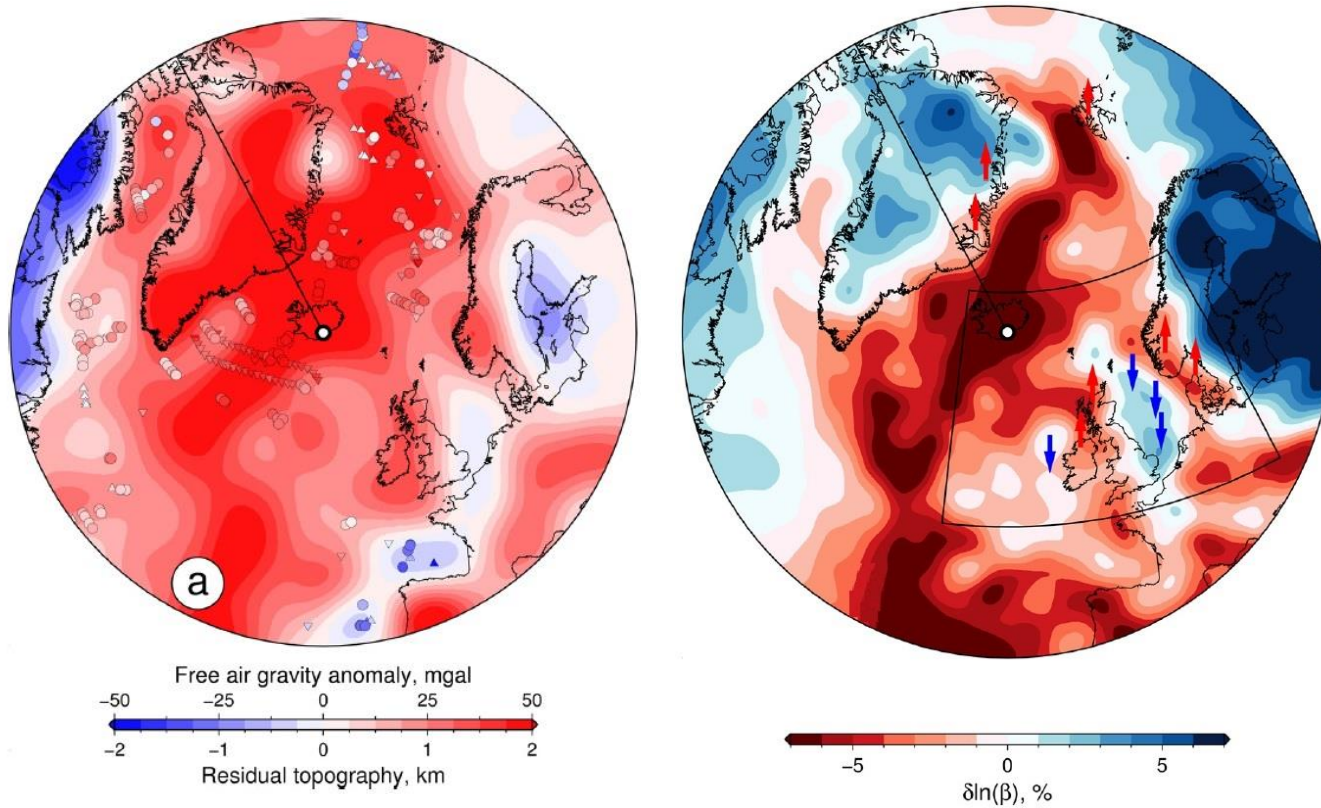 a
Free air gravity anomaly, mgal
−50 −25 0 25 50
−2 −1 0 1 2
Residual topography, km
−5 0 5
δln(β), %